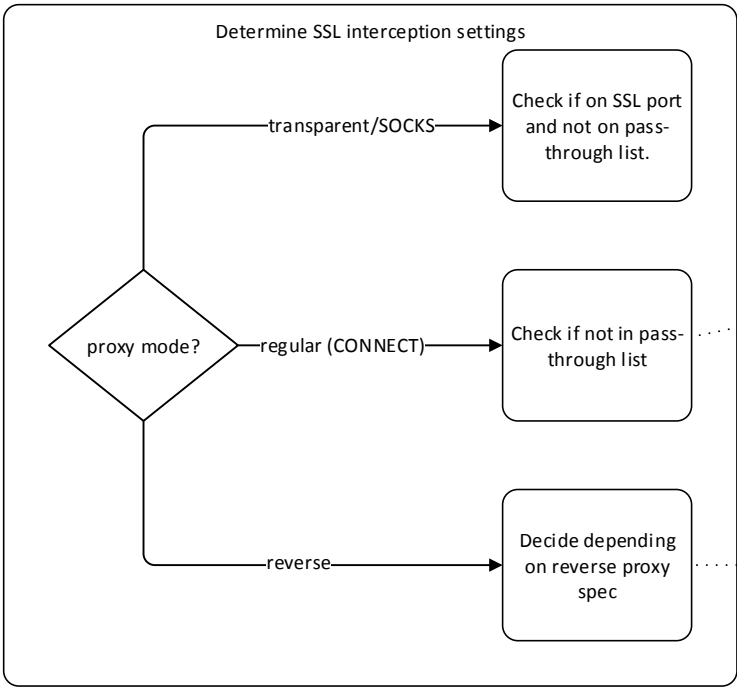 Determine SSL interception settings
transparent/SOCKS
Check if on SSL port
and not on pass-
through list.
proxy mode?
regular (CONNECT)
Check if not in pass-
through list
reverse
Decide depending
on reverse proxy
spec